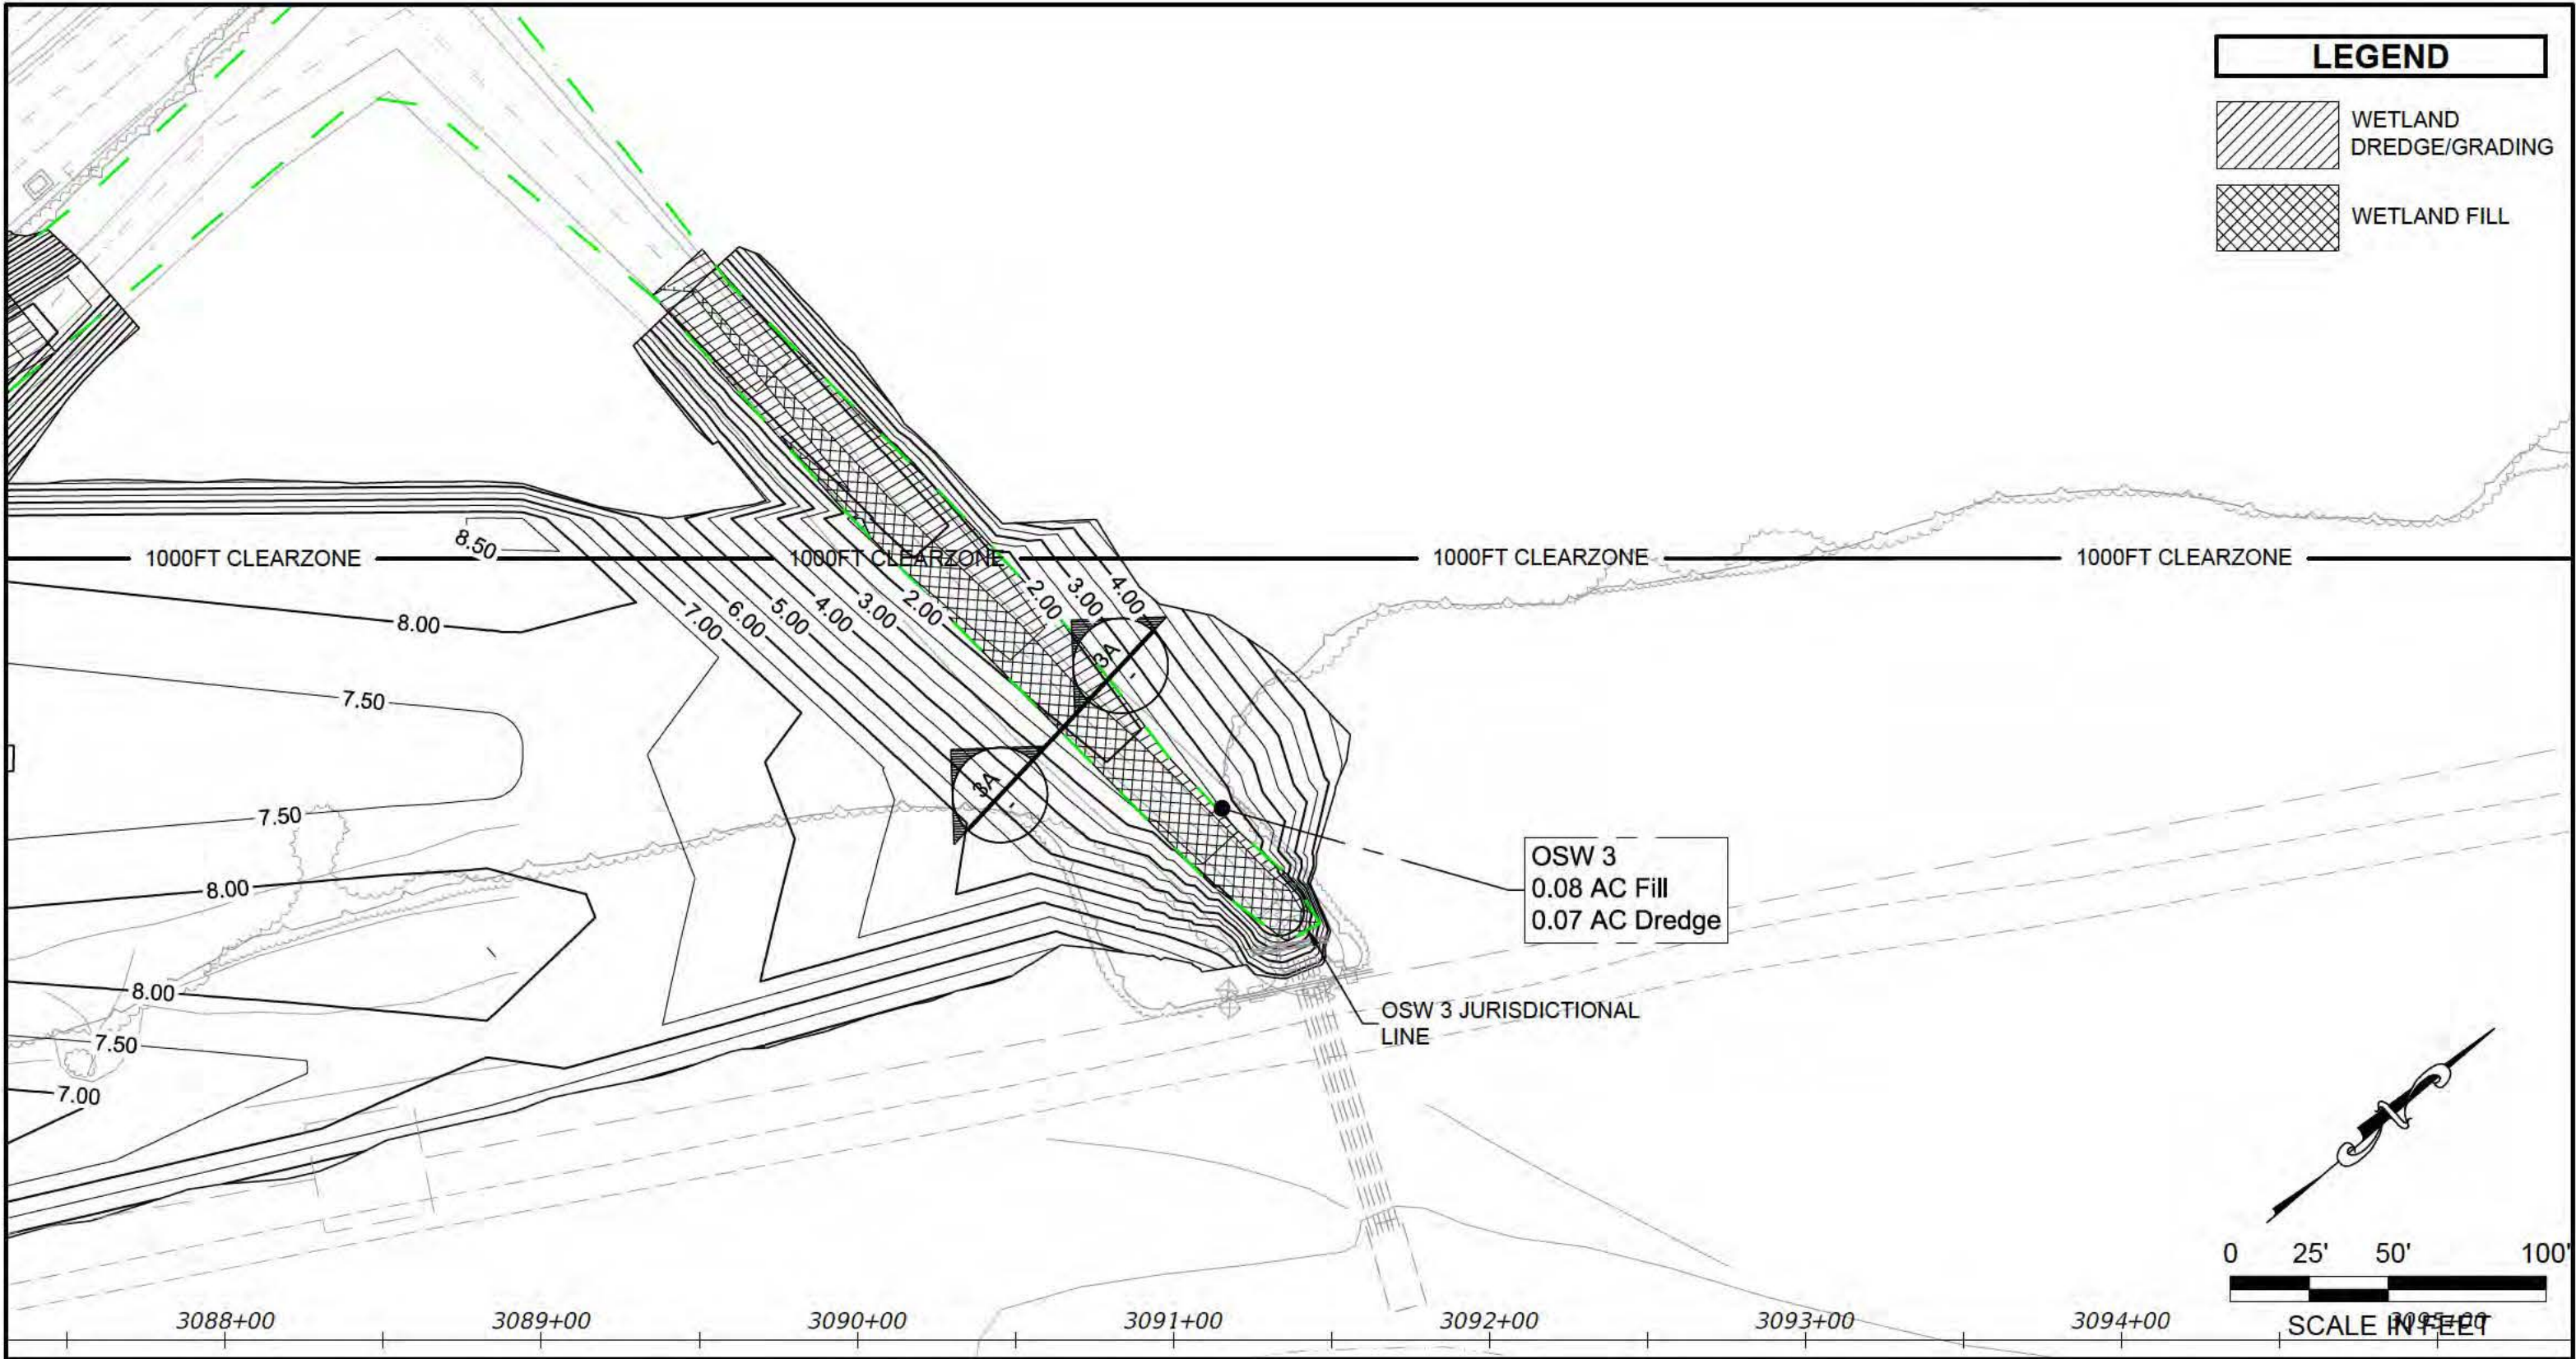 LEGEND
WETLAND
DREDGE/GRADING
WETLAND FILL
8.50
1000FT CLEARZONE
1000FT CLEARZONE
1000FT CLEARZONE
1000FT CLEARZONE
8.00
7.00
6.00
5.00
4.00
3.00
2.00
2.00
3.00
4.00
3A
-
7.50
3A
-
7.50
OSW 3
0.08 AC Fill
0.07 AC Dredge
8.00
8.00
OSW 3 JURISDICTIONAL
LINE
7.50
7.00
0 25' 50' 100'
SCALE IN FEET
3088+00 3089+00 3090+00 3091+00 3092+00 3093+00 3094+00 3095+00